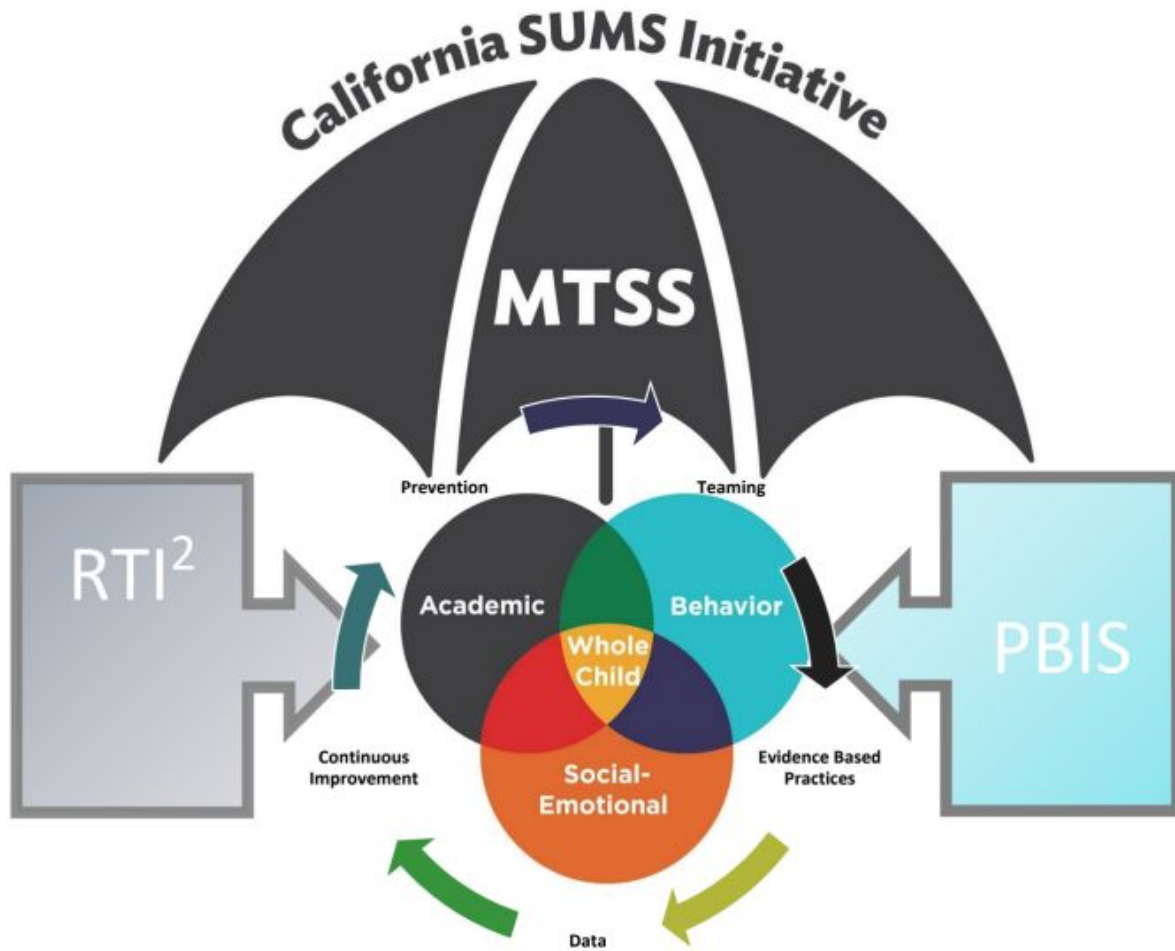 California SUMS Initiative
MTSS
Prevention
Teaming
RTI²
Academic
Behavior
PBIS
Whole
Child
Continuous
Improvement
Evidence Based
Practices
Social-
Emotional
Data